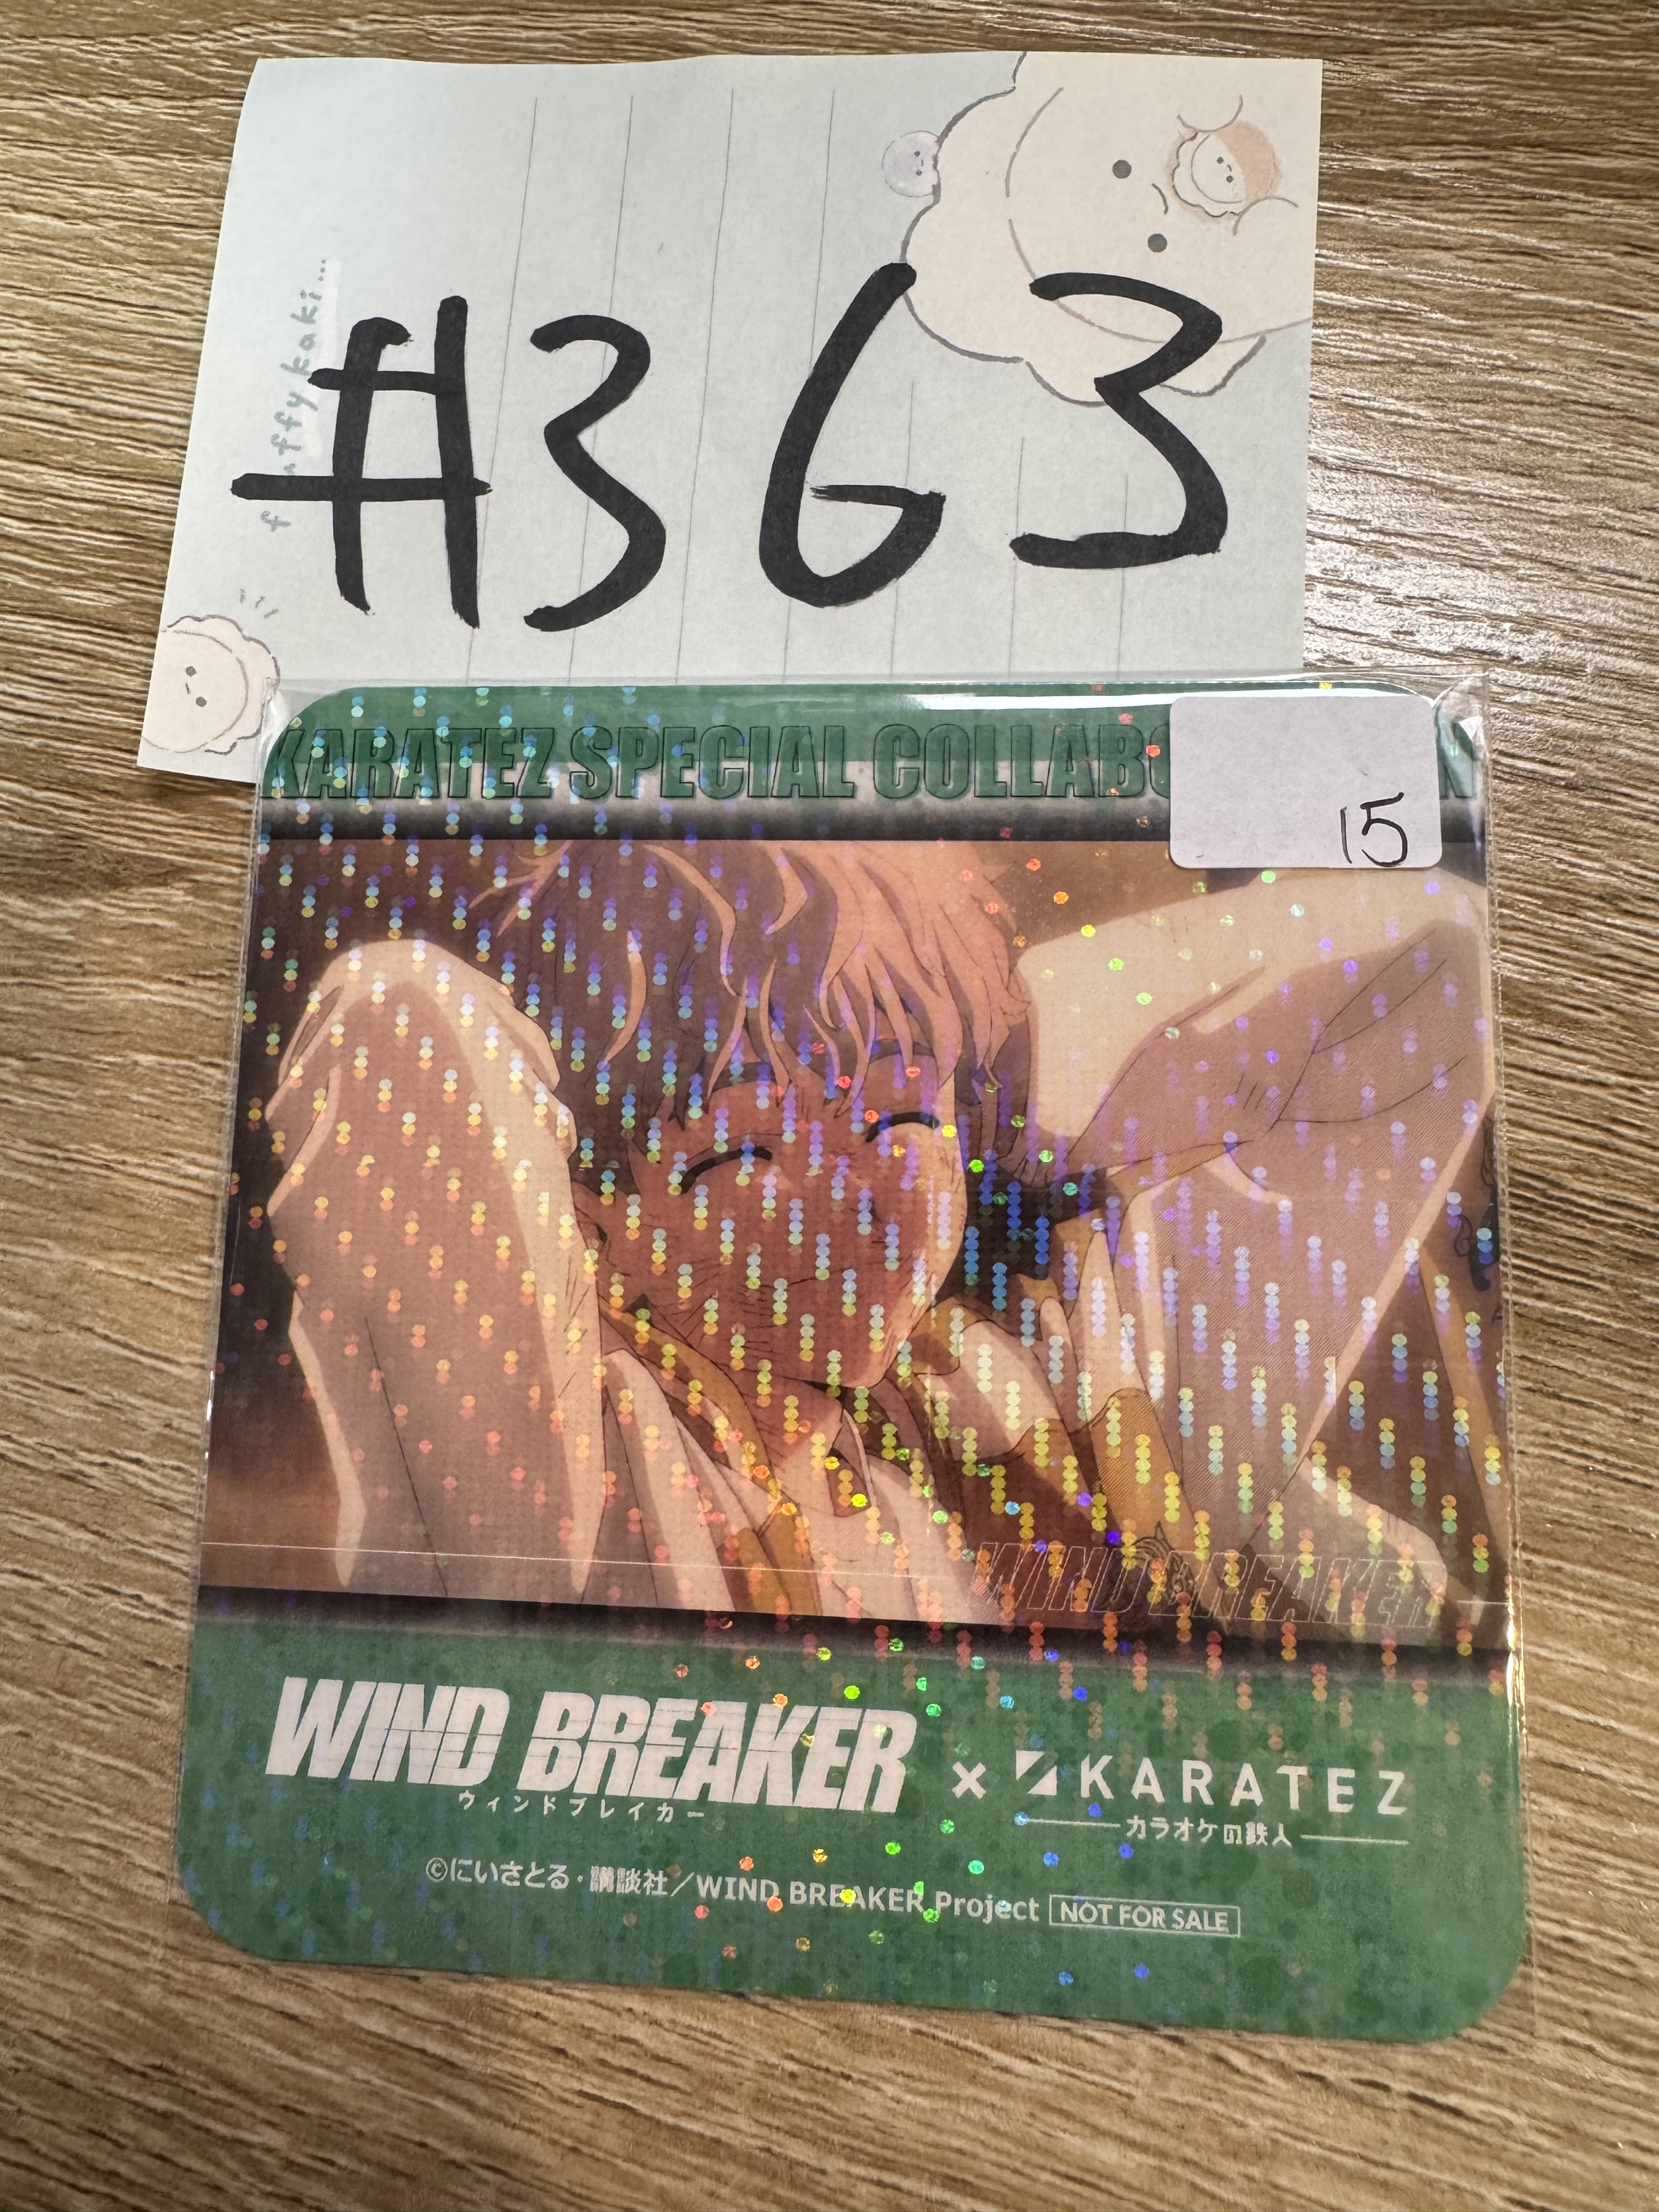 fluffykaki...
#363
KARATEZ SPECIAL COLLABO
15
WIND BREAKER
WIND BREAKER
ウィンドブレイカー
× KARATEZ
カラオケの鉄人
©にいさとる・講談社／WIND BREAKER Project NOT FOR SALE